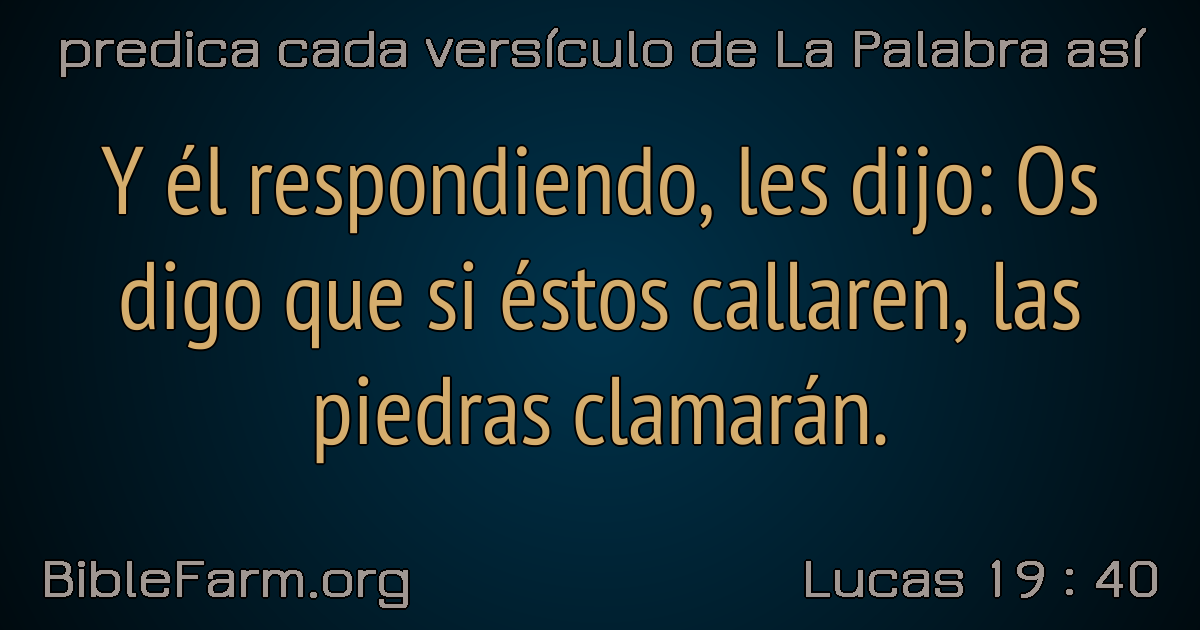 predica cada versículo de La Palabra así
Y él respondiendo, les dijo: Os
digo que si éstos callaren, las
piedras clamarán.
BibleFarm.org
Lucas 19 : 40